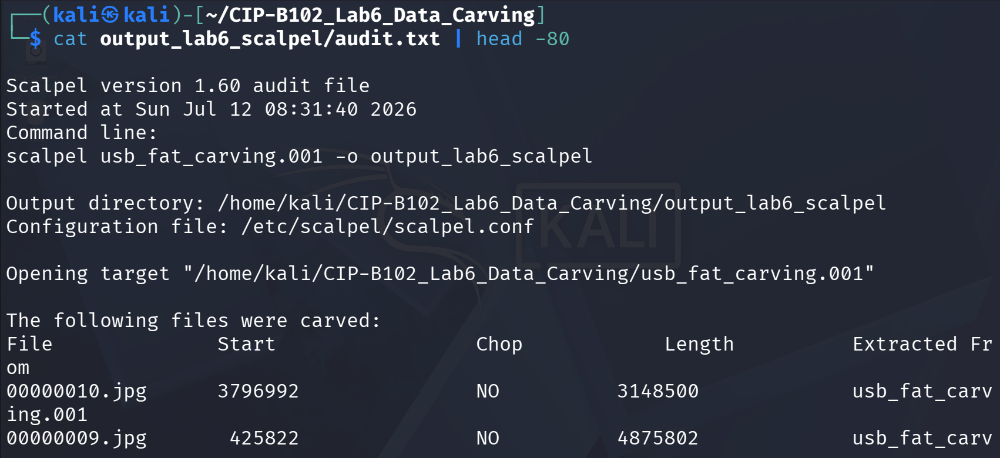 ┌──(kali㉿kali)-[~/CIP-B102_Lab6_Data_Carving]
└─$ cat output_lab6_scalpel/audit.txt | head -80
Scalpel version 1.60 audit file
Started at Sun Jul 12 08:31:40 2026
Command line:
scalpel usb_fat_carving.001 -o output_lab6_scalpel
Output directory: /home/kali/CIP-B102_Lab6_Data_Carving/output_lab6_scalpel
Configuration file: /etc/scalpel/scalpel.conf
KALI
Opening target "/home/kali/CIP-B102_Lab6_Data_Carving/usb_fat_carving.001"
The following files were carved:
File Start Chop Length Extracted Fr
om
00000010.jpg 3796992 NO 3148500 usb_fat_carv
ing.001
00000009.jpg 425822 NO 4875802 usb_fat_carv